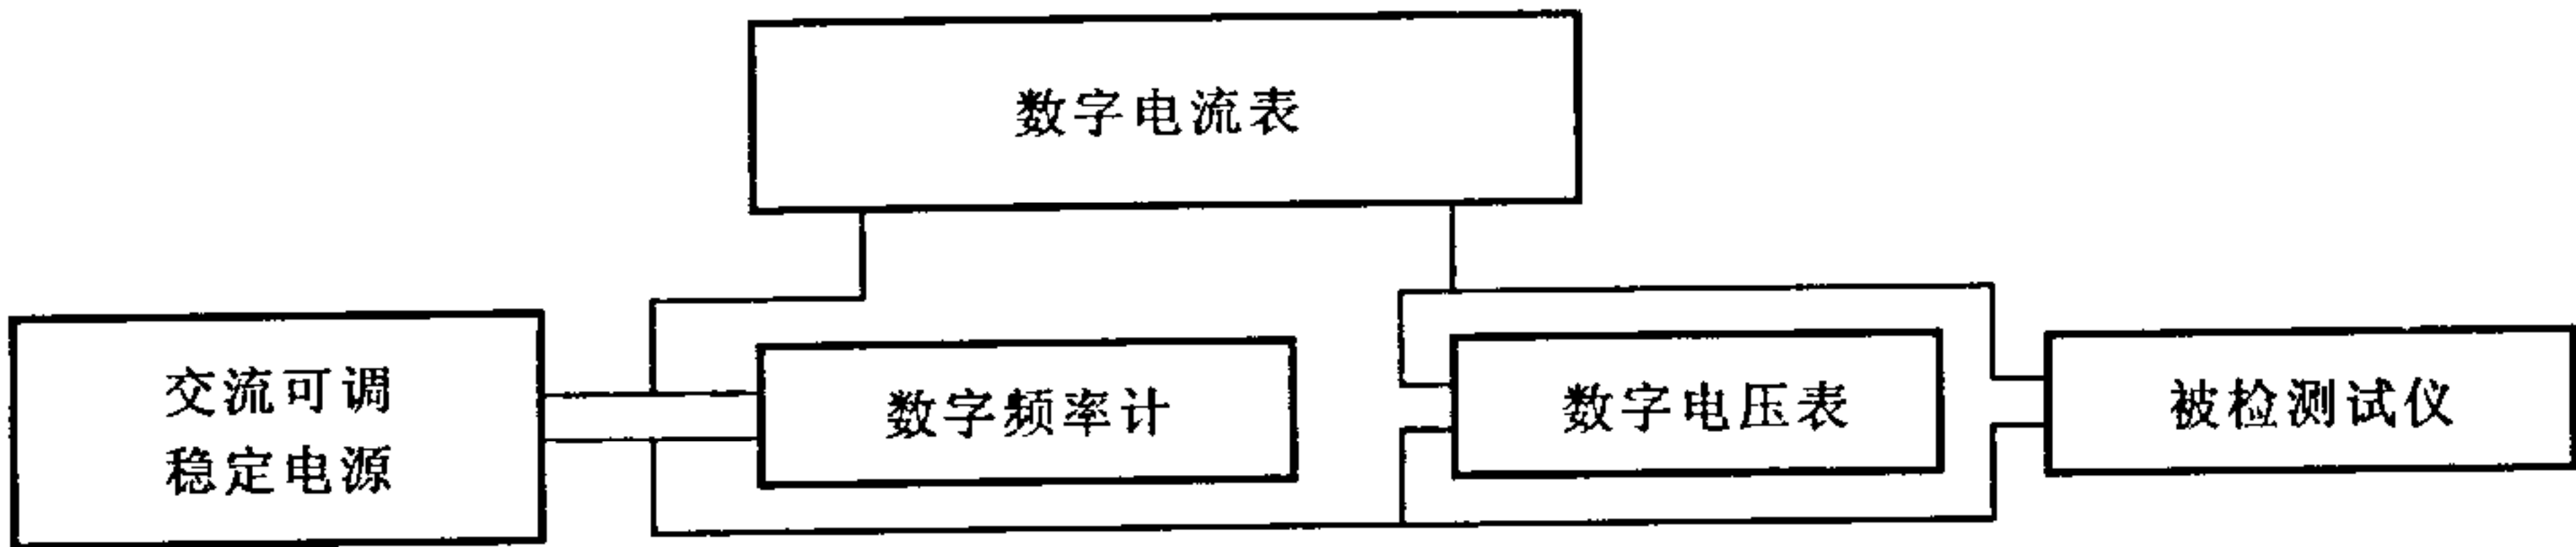 数字电流表
交流可调
稳定电源
数字频率计
数字电压表
被检测试仪